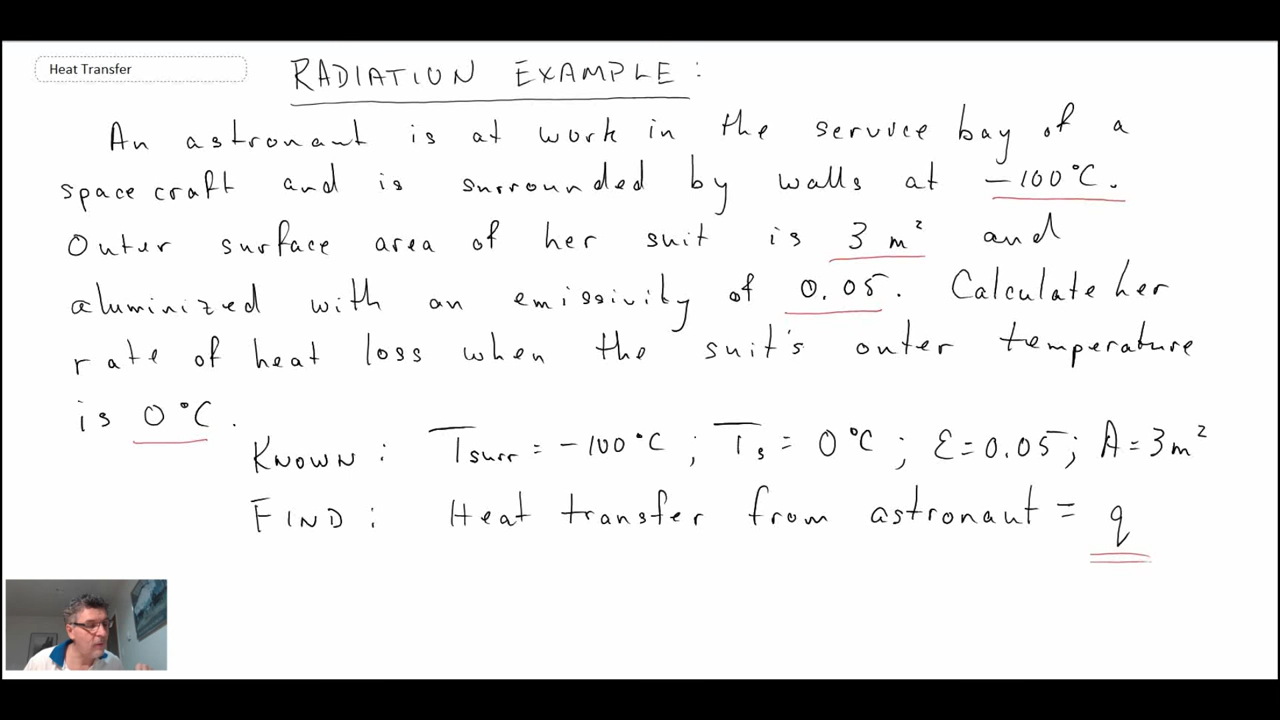 Heat Transfer
RADIATION EXAMPLE:
An astronaut is at work in the service bay of a
space craft and is surrounded by walls at -100°C.
Outer surface area of her suit is 3 m² and
aluminized with an emissivity of 0.05. Calculate her
rate of heat loss when the suit's outer temperature
is 0°C.
KNOWN: Tsurr = -100°C; Ts = 0°C; ε=0.05; A=3m²
FIND: Heat transfer from astronaut = q